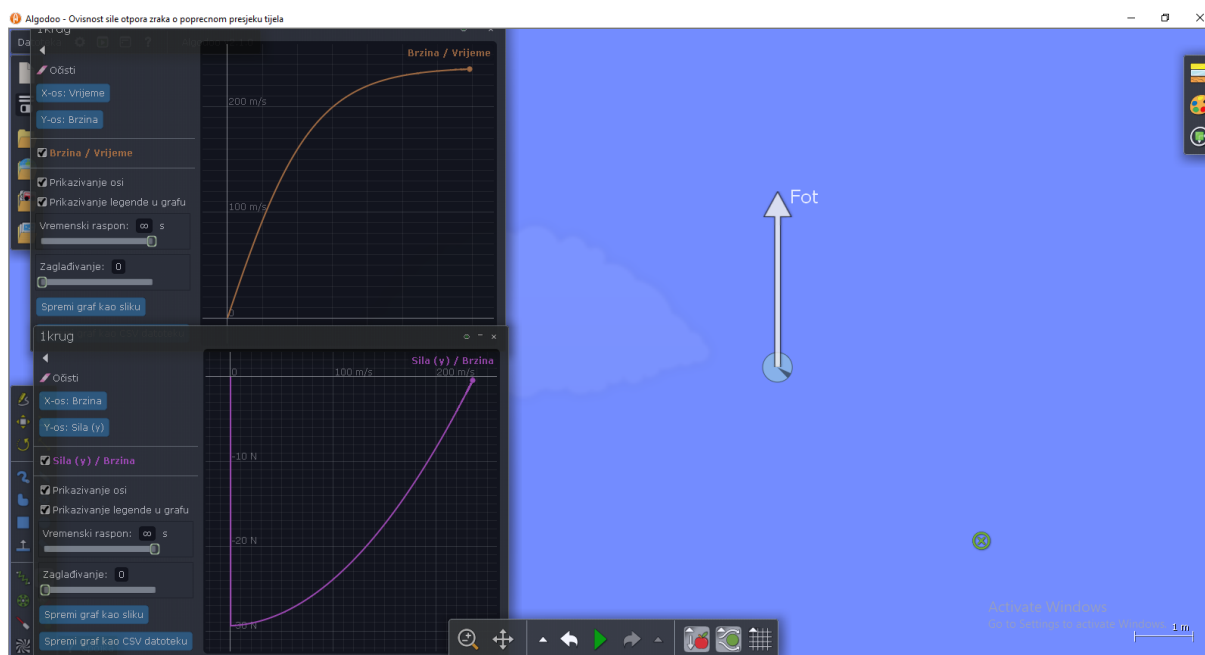 Algodoo - Ovisnost sile otpora zraka o poprecnom presjeku tijela
1krug
Očisti
X-os: Vrijeme
Y-os: Brzina
Brzina / Vrijeme
Prikazivanje osi
Prikazivanje legende u grafu
Vremenski raspon: ∞ s
Zaglađivanje: 0
Spremi graf kao sliku
Brzina / Vrijeme
200 m/s
100 m/s
0
1krug
Očisti
X-os: Brzina
Y-os: Sila (y)
Sila (y) / Brzina
Prikazivanje osi
Prikazivanje legende u grafu
Vremenski raspon: ∞ s
Zaglađivanje: 0
Spremi graf kao sliku
Spremi graf kao CSV datoteku
Sila (y) / Brzina
0 100 m/s 200 m/s
-10 N
-20 N
-30 N
Fot
Activate Windows
Go to Settings to activate Windows.
1 m